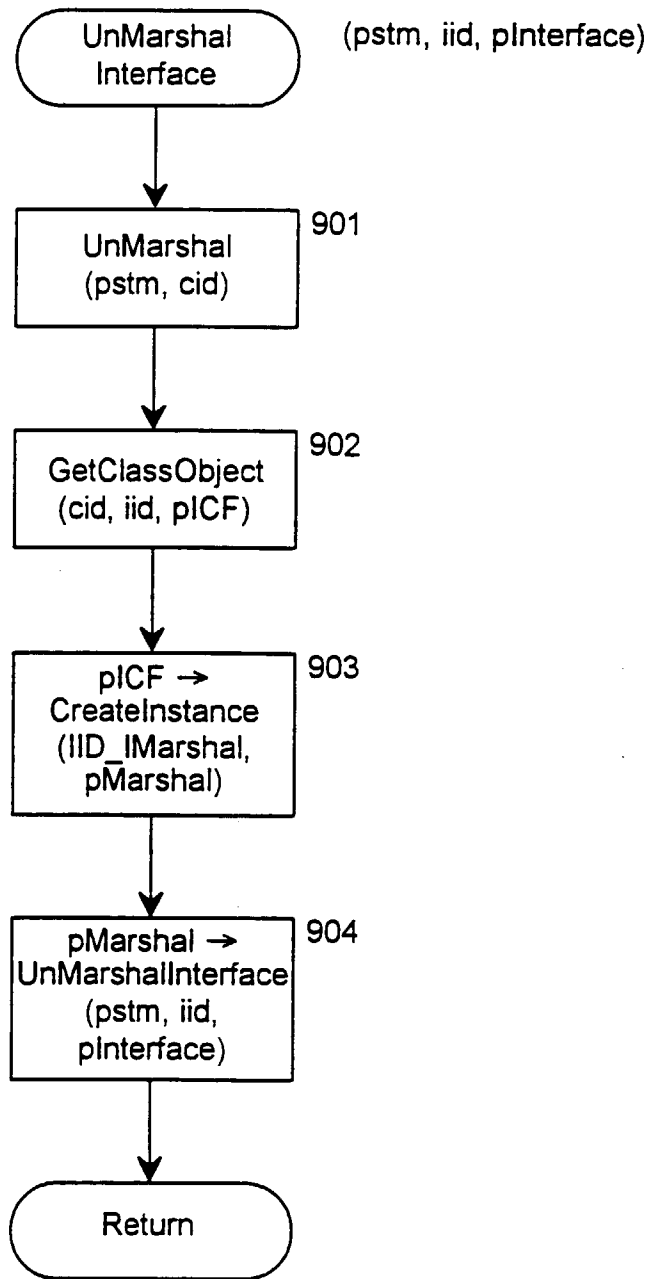 UnMarshal
Interface
(pstm, iid, pInterface)
901
UnMarshal
(pstm, cid)
902
GetClassObject
(cid, iid, pICF)
903
pICF →
CreateInstance
(IID_IMarshal,
pMarshal)
904
pMarshal →
UnMarshalInterface
(pstm, iid,
pInterface)
Return